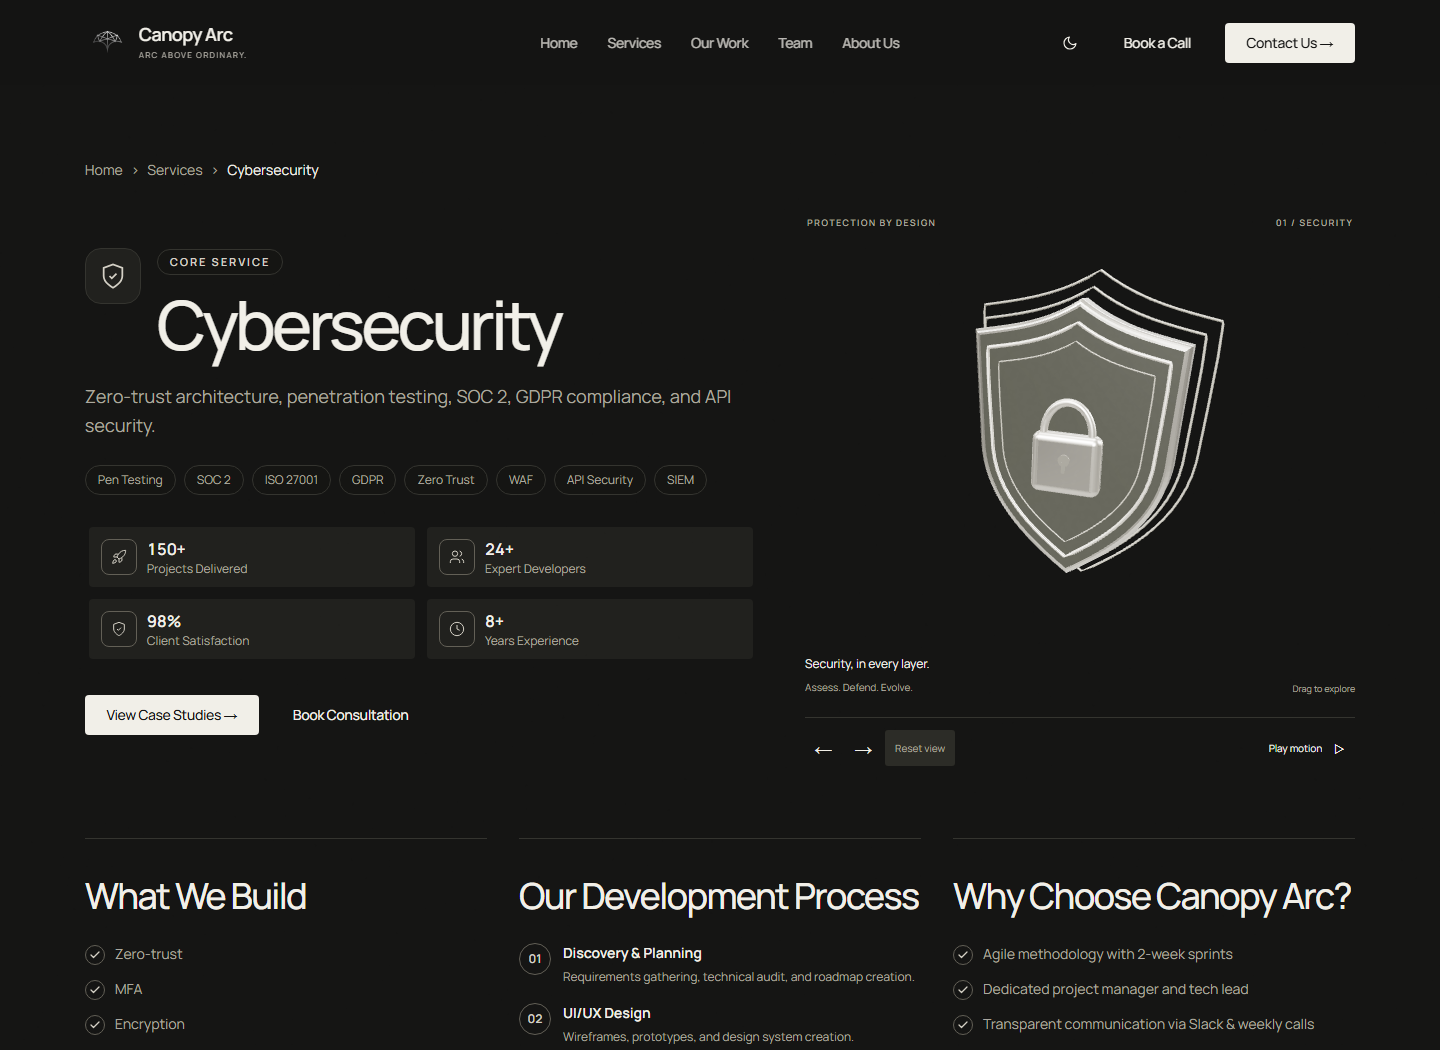 Canopy Arc
ARC ABOVE ORDINARY.
Home
Services
Our Work
Team
About Us
Book a Call
Contact Us →
Home › Services › Cybersecurity
CORE SERVICE
Cybersecurity
Zero-trust architecture, penetration testing, SOC 2, GDPR compliance, and API
security.
Pen Testing
SOC 2
ISO 27001
GDPR
Zero Trust
WAF
API Security
SIEM
150+
Projects Delivered
24+
Expert Developers
98%
Client Satisfaction
8+
Years Experience
View Case Studies →
Book Consultation
PROTECTION BY DESIGN
01 / SECURITY
Security, in every layer.
Assess. Defend. Evolve.
Drag to explore
← → Reset view
Play motion
What We Build
Zero-trust
MFA
Encryption
Our Development Process
01
Discovery & Planning
Requirements gathering, technical audit, and roadmap creation.
02
UI/UX Design
Wireframes, prototypes, and design system creation.
Why Choose Canopy Arc?
Agile methodology with 2-week sprints
Dedicated project manager and tech lead
Transparent communication via Slack & weekly calls